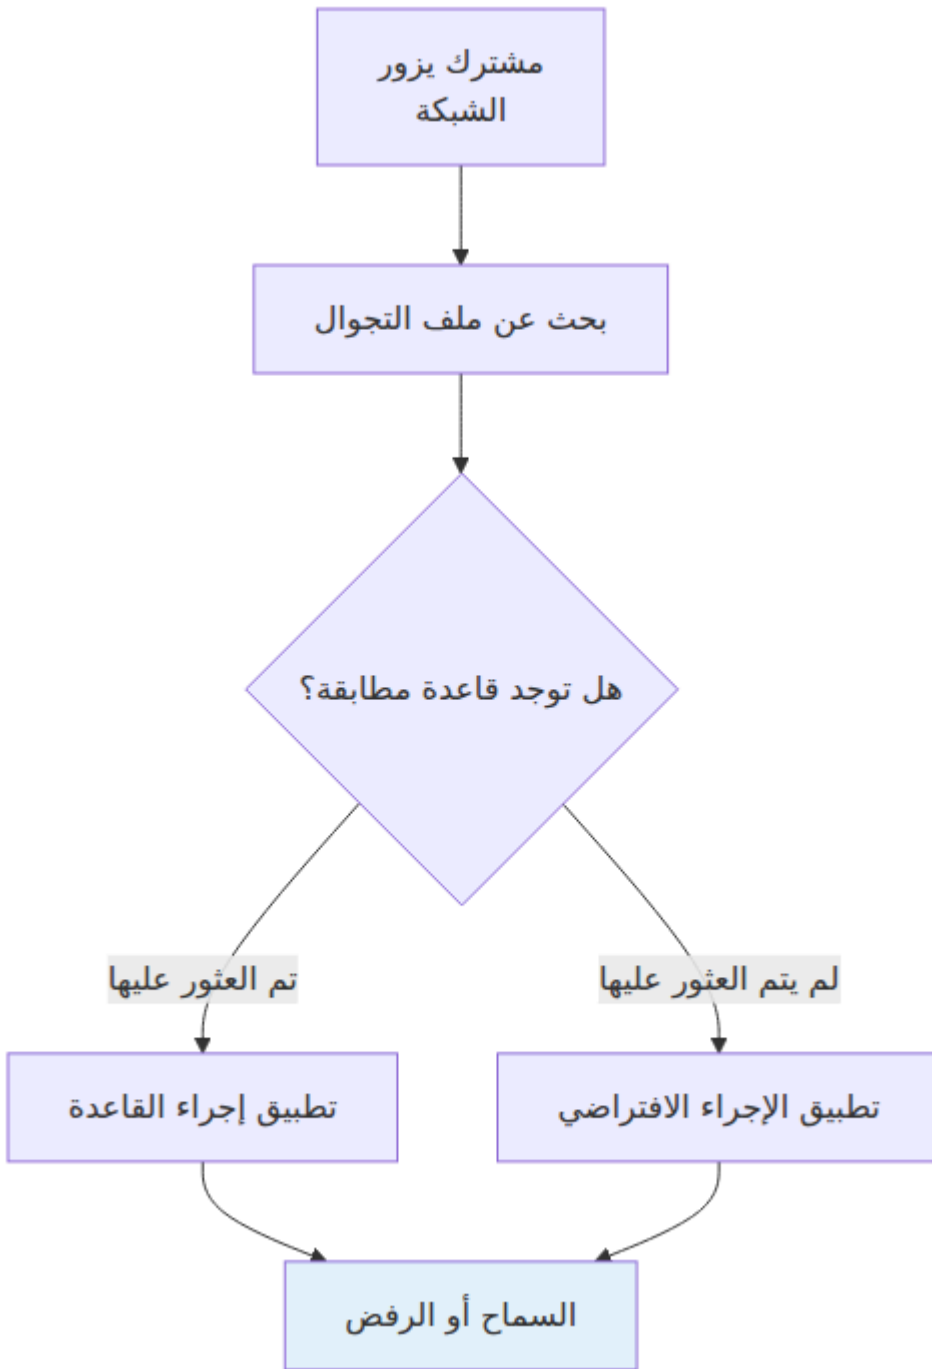 مشترك يزور
الشبكة
بحث عن ملف التجوال
هل توجد قاعدة مطابقة؟
لم يتم العثور عليها
تم العثور عليها
تطبيق الإجراء الافتراضي
تطبيق إجراء القاعدة
السماح أو الرفض